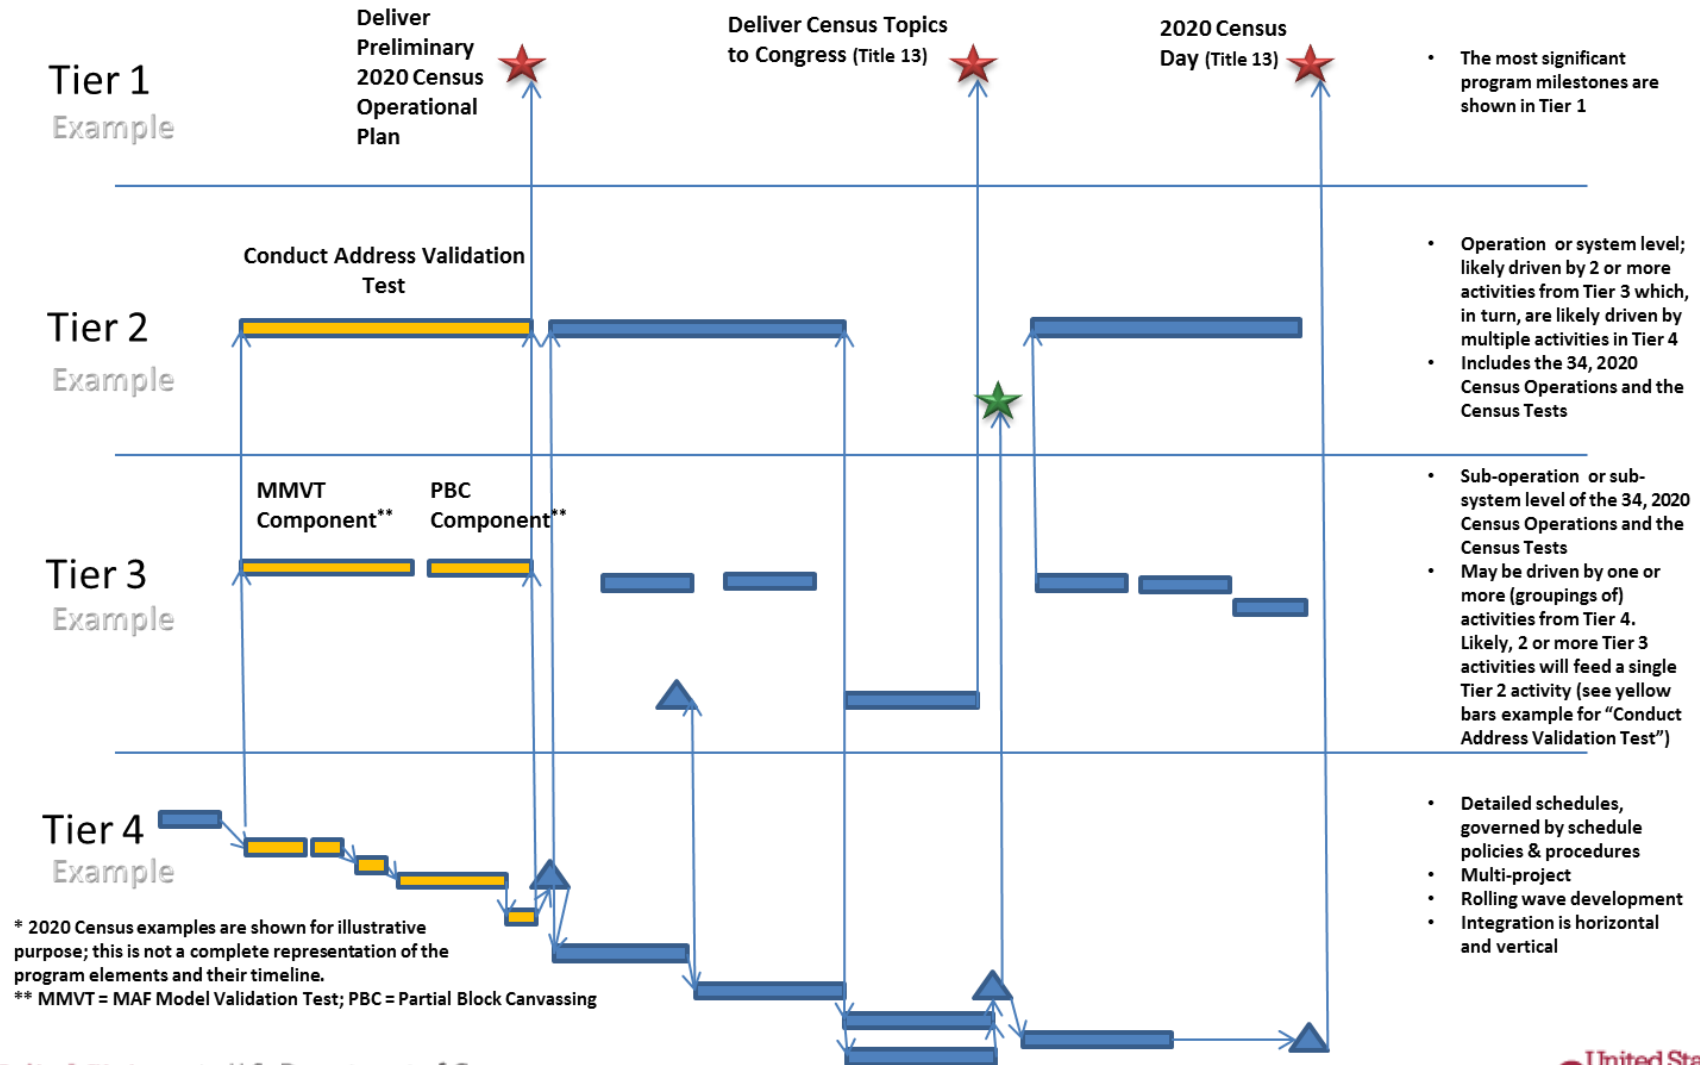 Deliver
Preliminary
2020 Census
Operational
Plan
Deliver Census Topics
to Congress (Title 13)
2020 Census
Day (Title 13)
Tier 1
Example
• The most significant
program milestones are
shown in Tier 1
Conduct Address Validation
Test
Tier 2
Example
• Operation or system level;
likely driven by 2 or more
activities from Tier 3 which,
in turn, are likely driven by
multiple activities in Tier 4
• Includes the 34, 2020
Census Operations and the
Census Tests
MMVT
Component**
PBC
Component**
Tier 3
Example
• Sub-operation or sub-
system level of the 34, 2020
Census Operations and the
Census Tests
• May be driven by one or
more (groupings of)
activities from Tier 4.
Likely, 2 or more Tier 3
activities will feed a single
Tier 2 activity (see yellow
bars example for “Conduct
Address Validation Test”)
Tier 4
Example
• Detailed schedules,
governed by schedule
policies & procedures
• Multi-project
• Rolling wave development
• Integration is horizontal
and vertical
* 2020 Census examples are shown for illustrative
purpose; this is not a complete representation of the
program elements and their timeline.
** MMVT = MAF Model Validation Test; PBC = Partial Block Canvassing
United Sta